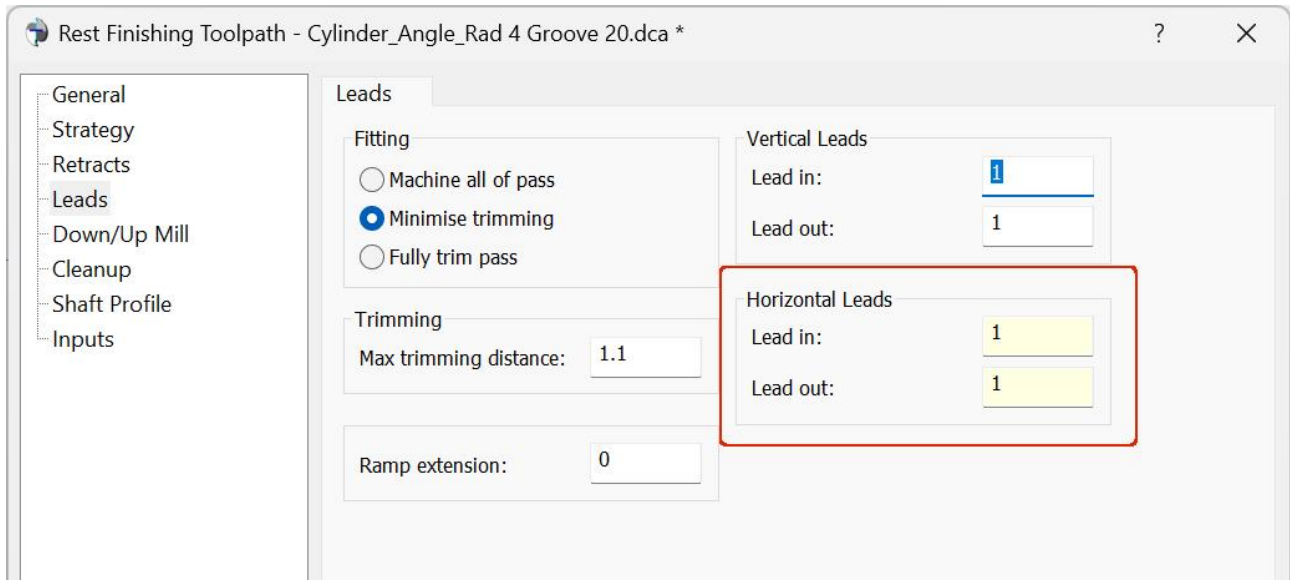 Rest Finishing Toolpath - Cylinder_Angle_Rad 4 Groove 20.dca *
?
General
Strategy
Retracts
Leads
Down/Up Mill
Cleanup
Shaft Profile
Inputs
Leads
Fitting
Machine all of pass
Minimise trimming
Fully trim pass
Trimming
Max trimming distance: 1.1
Ramp extension: 0
Vertical Leads
Lead in: 1
Lead out: 1
Horizontal Leads
Lead in: 1
Lead out: 1